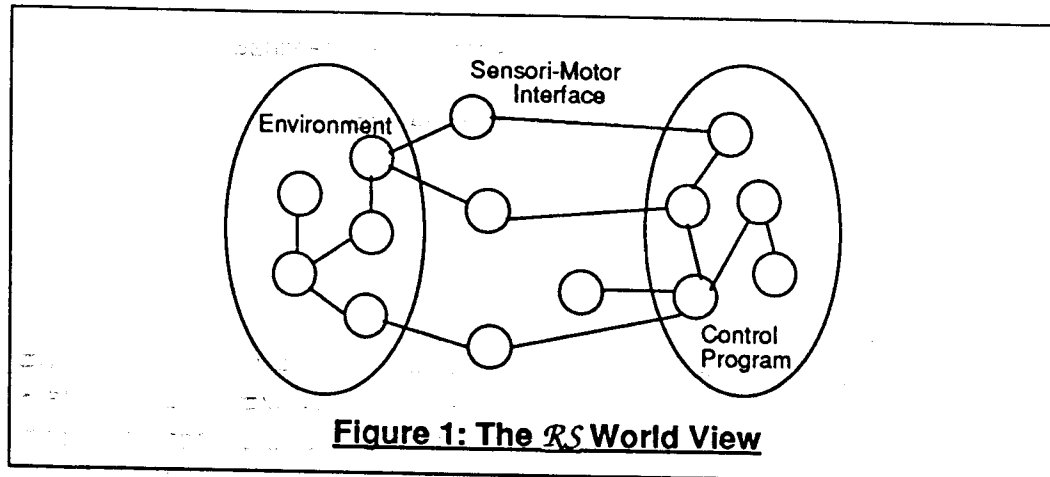 Sensori-Motor
Interface
Environment
Control
Program
Figure 1: The RS World View